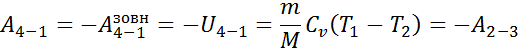 A₄₋₁ = −A₄₋₁^зовн = −U₄₋₁ = m/M C_v(T₁ − T₂) = −A₂₋₃